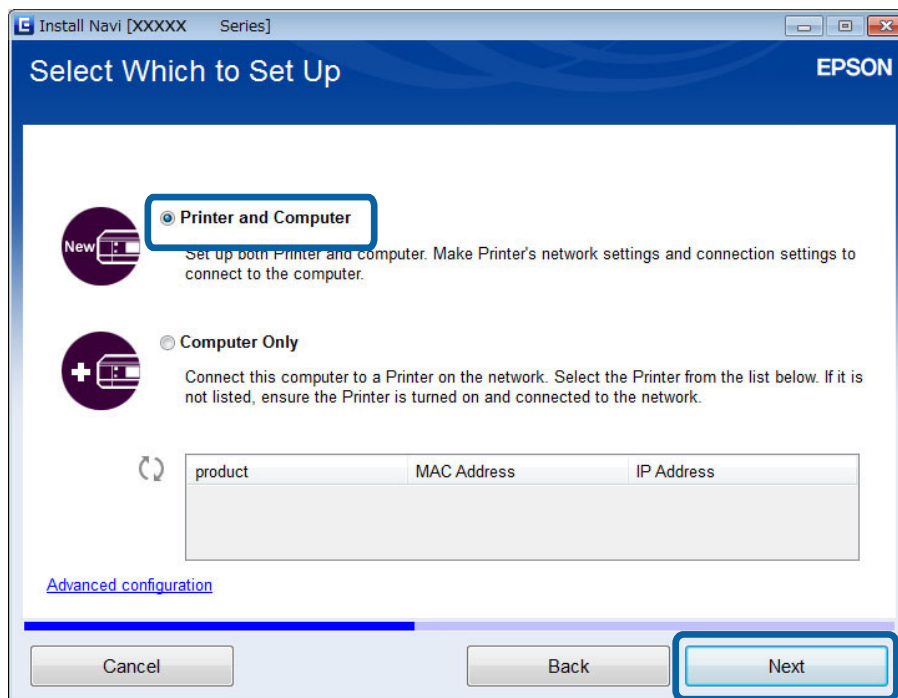 Install Navi [XXXXX Series]
Select Which to Set Up
EPSON
New
Printer and Computer
Set up both Printer and computer. Make Printer's network settings and connection settings to
connect to the computer.
Computer Only
Connect this computer to a Printer on the network. Select the Printer from the list below. If it is
not listed, ensure the Printer is turned on and connected to the network.
product MAC Address IP Address
Advanced configuration
Cancel Back Next